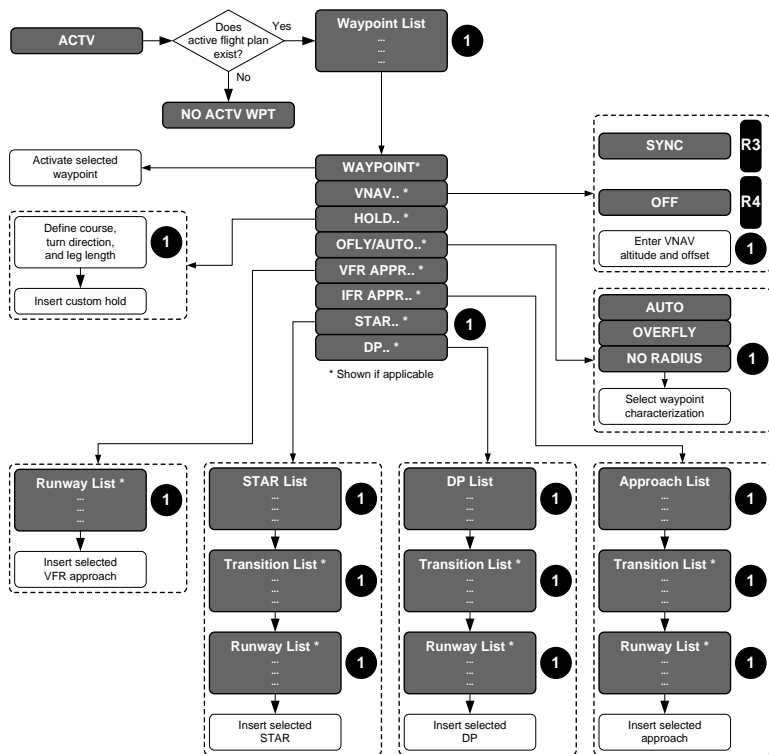 ACTV
Does
active flight plan
exist?
Yes
No
Waypoint List
...
...
...
1
NO ACTV WPT
Activate selected
waypoint
WAYPOINT*
VNAV.. *
HOLD.. *
OFLY/AUTO..*
VFR APPR.. *
IFR APPR.. *
STAR.. *
DP.. *
1
* Shown if applicable
SYNC
R3
OFF
R4
Enter VNAV
altitude and offset
1
Define course,
turn direction,
and leg length
1
Insert custom hold
AUTO
OVERFLY
NO RADIUS
1
Select waypoint
characterization
Runway List *
...
...
...
1
Insert selected
VFR approach
STAR List
...
...
...
1
Transition List *
...
...
...
1
Runway List *
...
...
...
1
Insert selected
STAR
DP List
...
...
...
1
Transition List *
...
...
...
1
Runway List *
...
...
...
1
Insert selected
DP
Approach List
...
...
...
1
Transition List *
...
...
...
1
Runway List *
...
...
...
1
Insert selected
approach